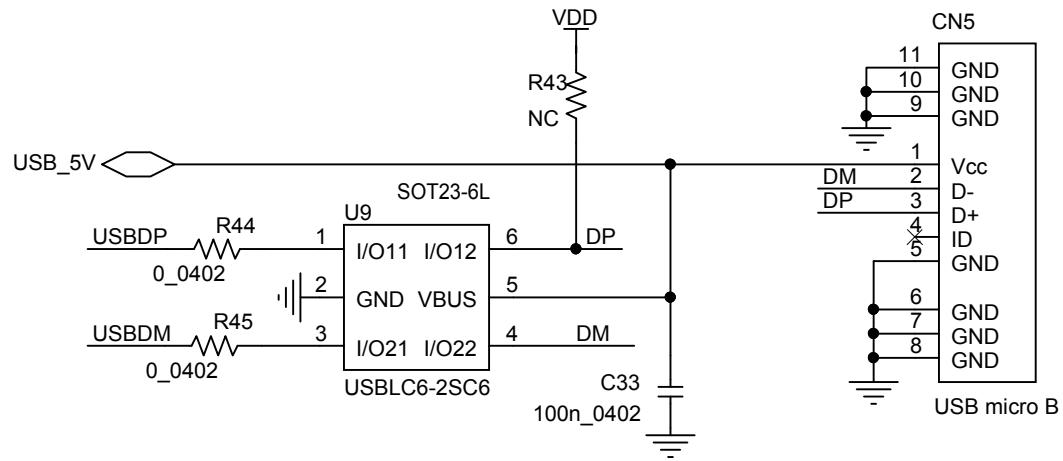 VDD
CN5
R43
NC
11 GND
10 GND
9 GND
USB_5V
1 Vcc
DM 2 D-
DP 3 D+
4 ID
5 GND
6 GND
7 GND
8 GND
USB micro B
SOT23-6L
U9
USBDP R44 1 I/O11 I/O12 6 DP
0_0402
2 GND VBUS 5
USBDM R45 3 I/O21 I/O22 4 DM
0_0402
USBLC6-2SC6
C33
100n_0402